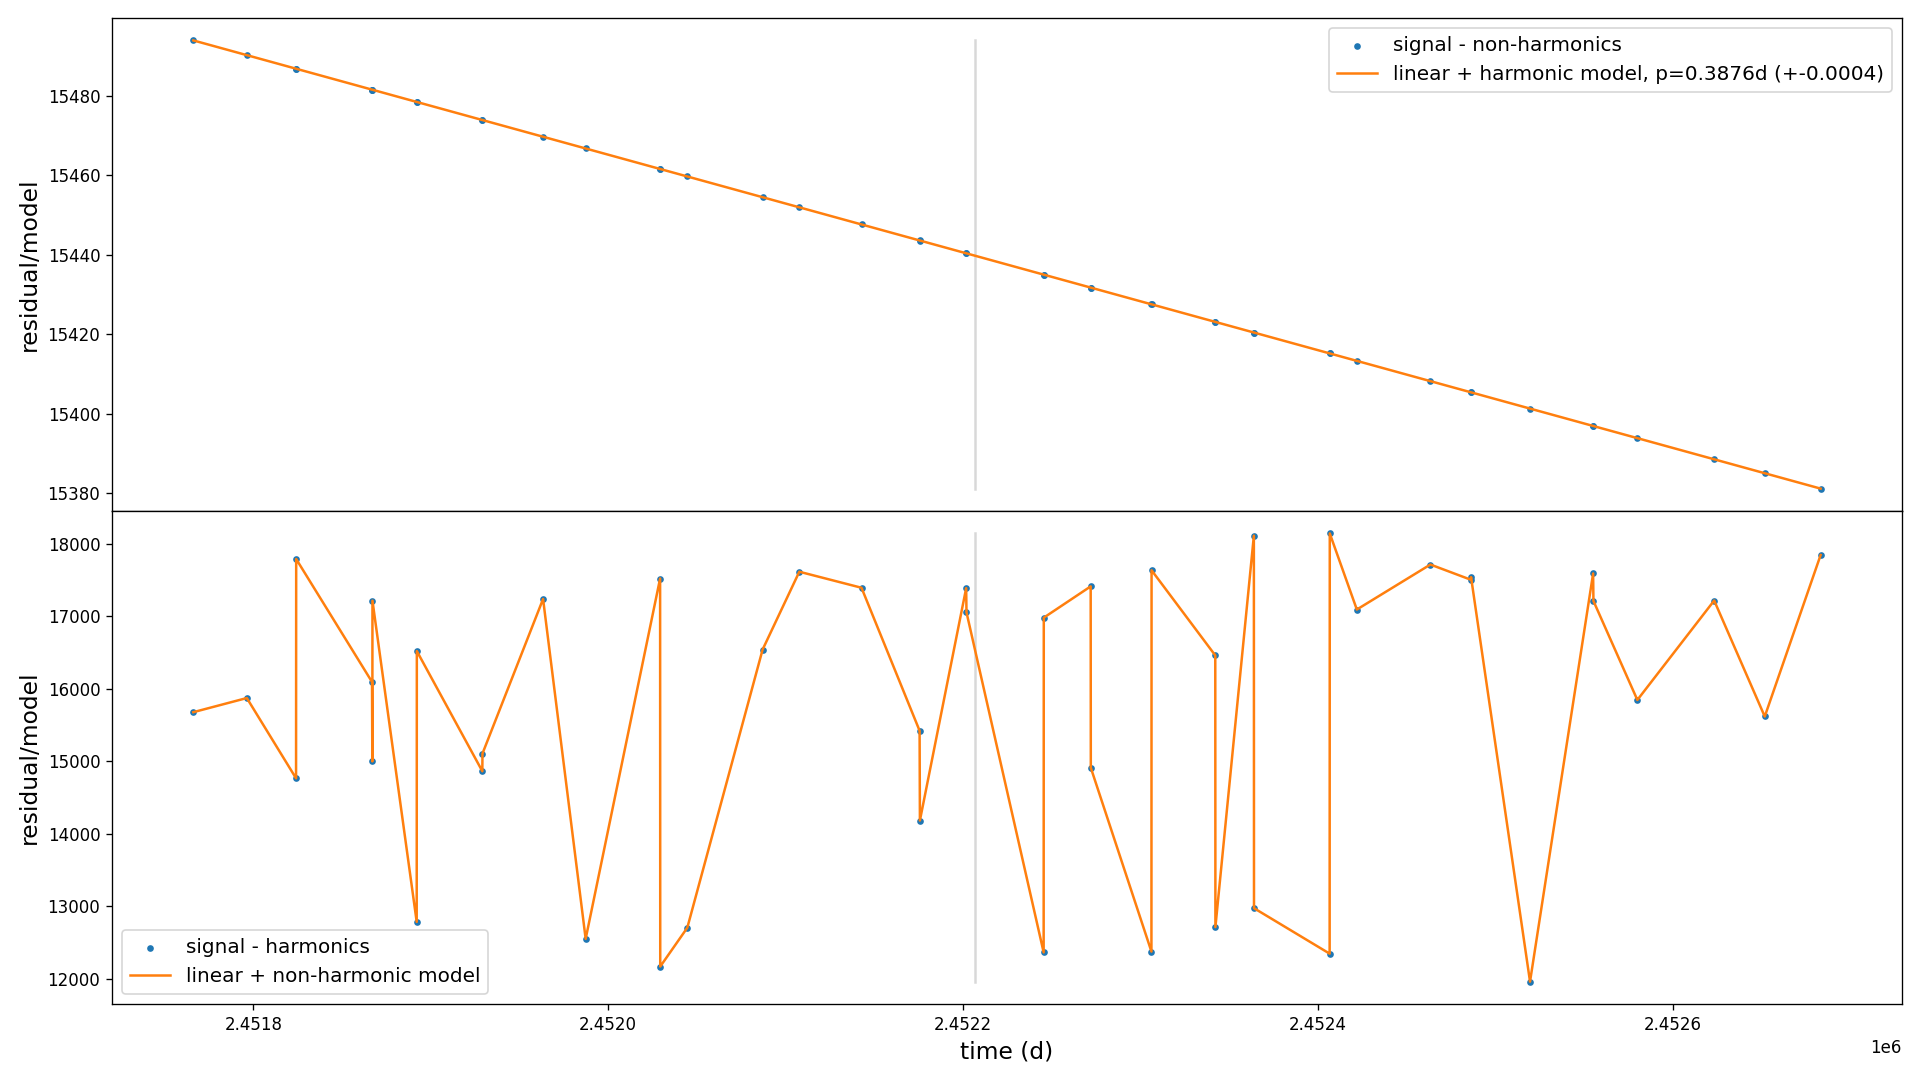 signal - non-harmonics
linear + harmonic model, p=0.3876d (+-0.0004)
15480
15460
15440
15420
15400
15380
residual/model
18000
17000
16000
15000
14000
13000
12000
residual/model
signal - harmonics
linear + non-harmonic model
2.4518 2.4520 2.4522 2.4524 2.4526
time (d)
1e6